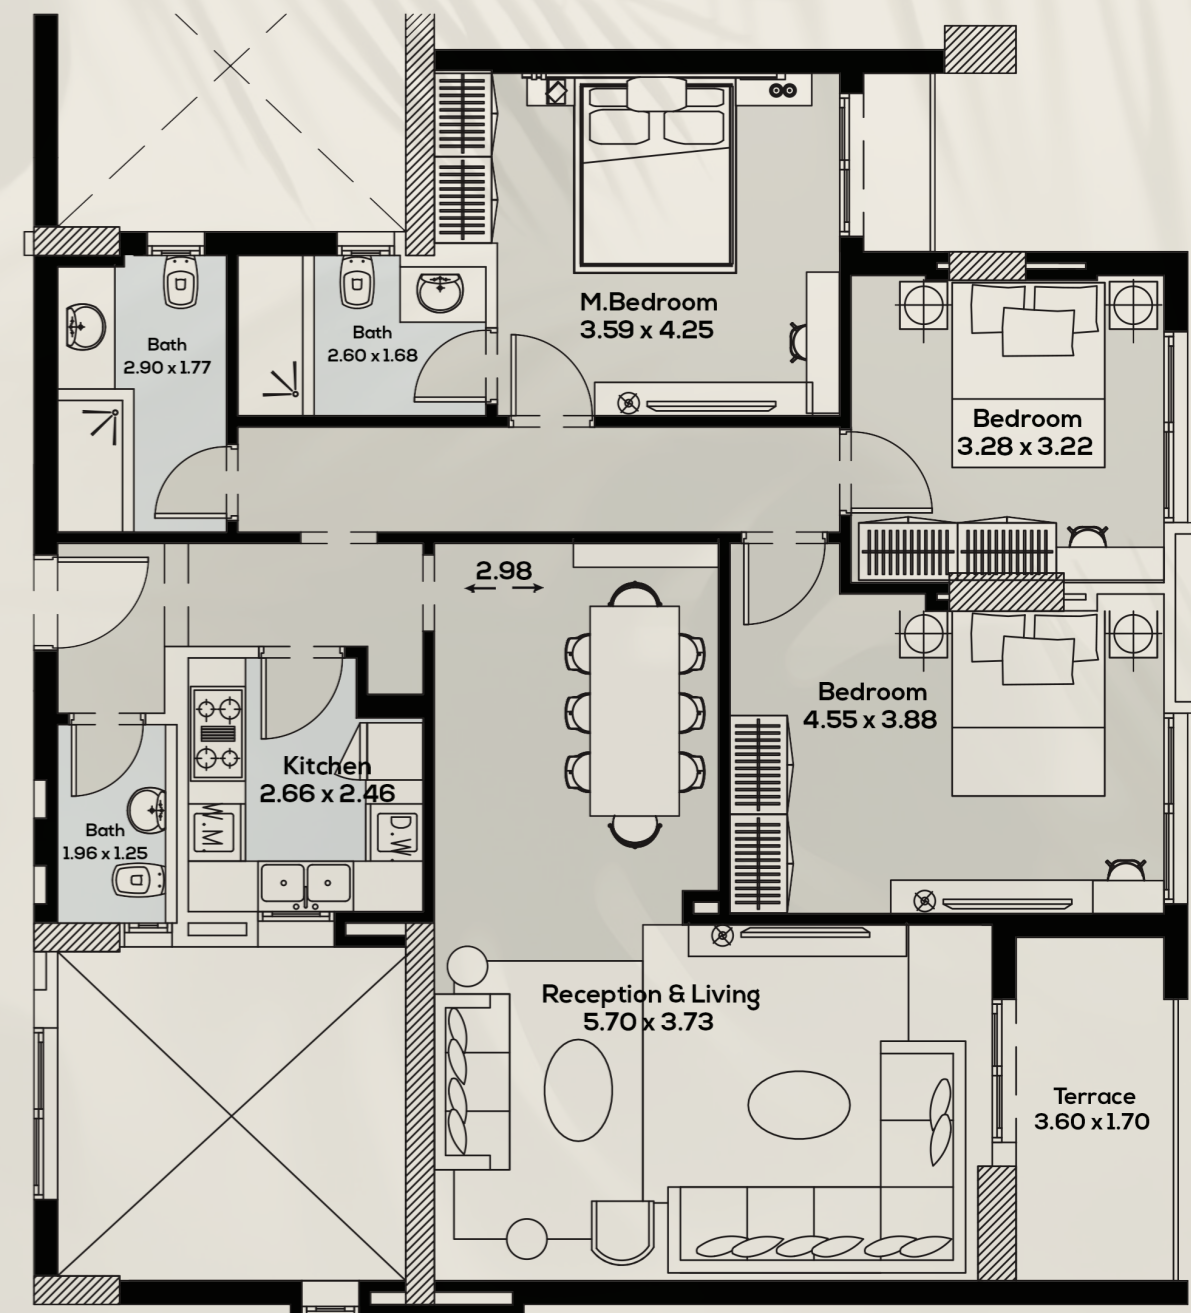 M.Bedroom
3.59 x 4.25
Bath
2.90 x 1.77
Bath
2.60 x 1.68
Bedroom
3.28 x 3.22
2.98
Bedroom
4.55 x 3.88
Kitchen
2.66 x 2.46
W.M
D.W
Bath
1.96 x 1.25
Reception & Living
5.70 x 3.73
Terrace
3.60 x 1.70